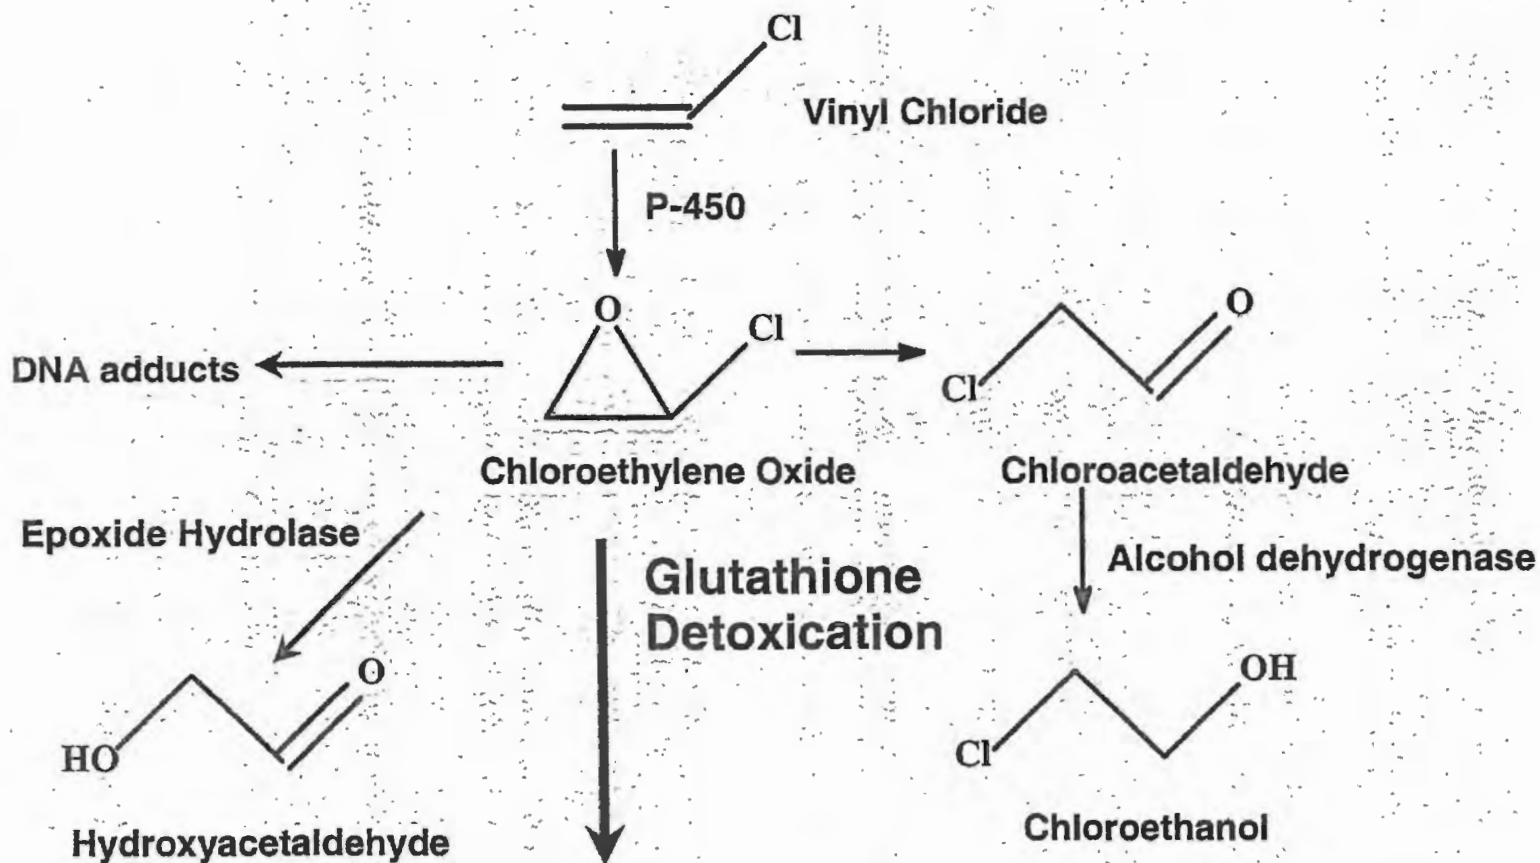 Cl
Vinyl Chloride
P-450
O
Cl
O
DNA adducts
Cl
Chloroethylene Oxide
Chloroacetaldehyde
Epoxide Hydrolase
Glutathione
Detoxication
Alcohol dehydrogenase
O
OH
HO
Cl
Hydroxyacetaldehyde
Chloroethanol